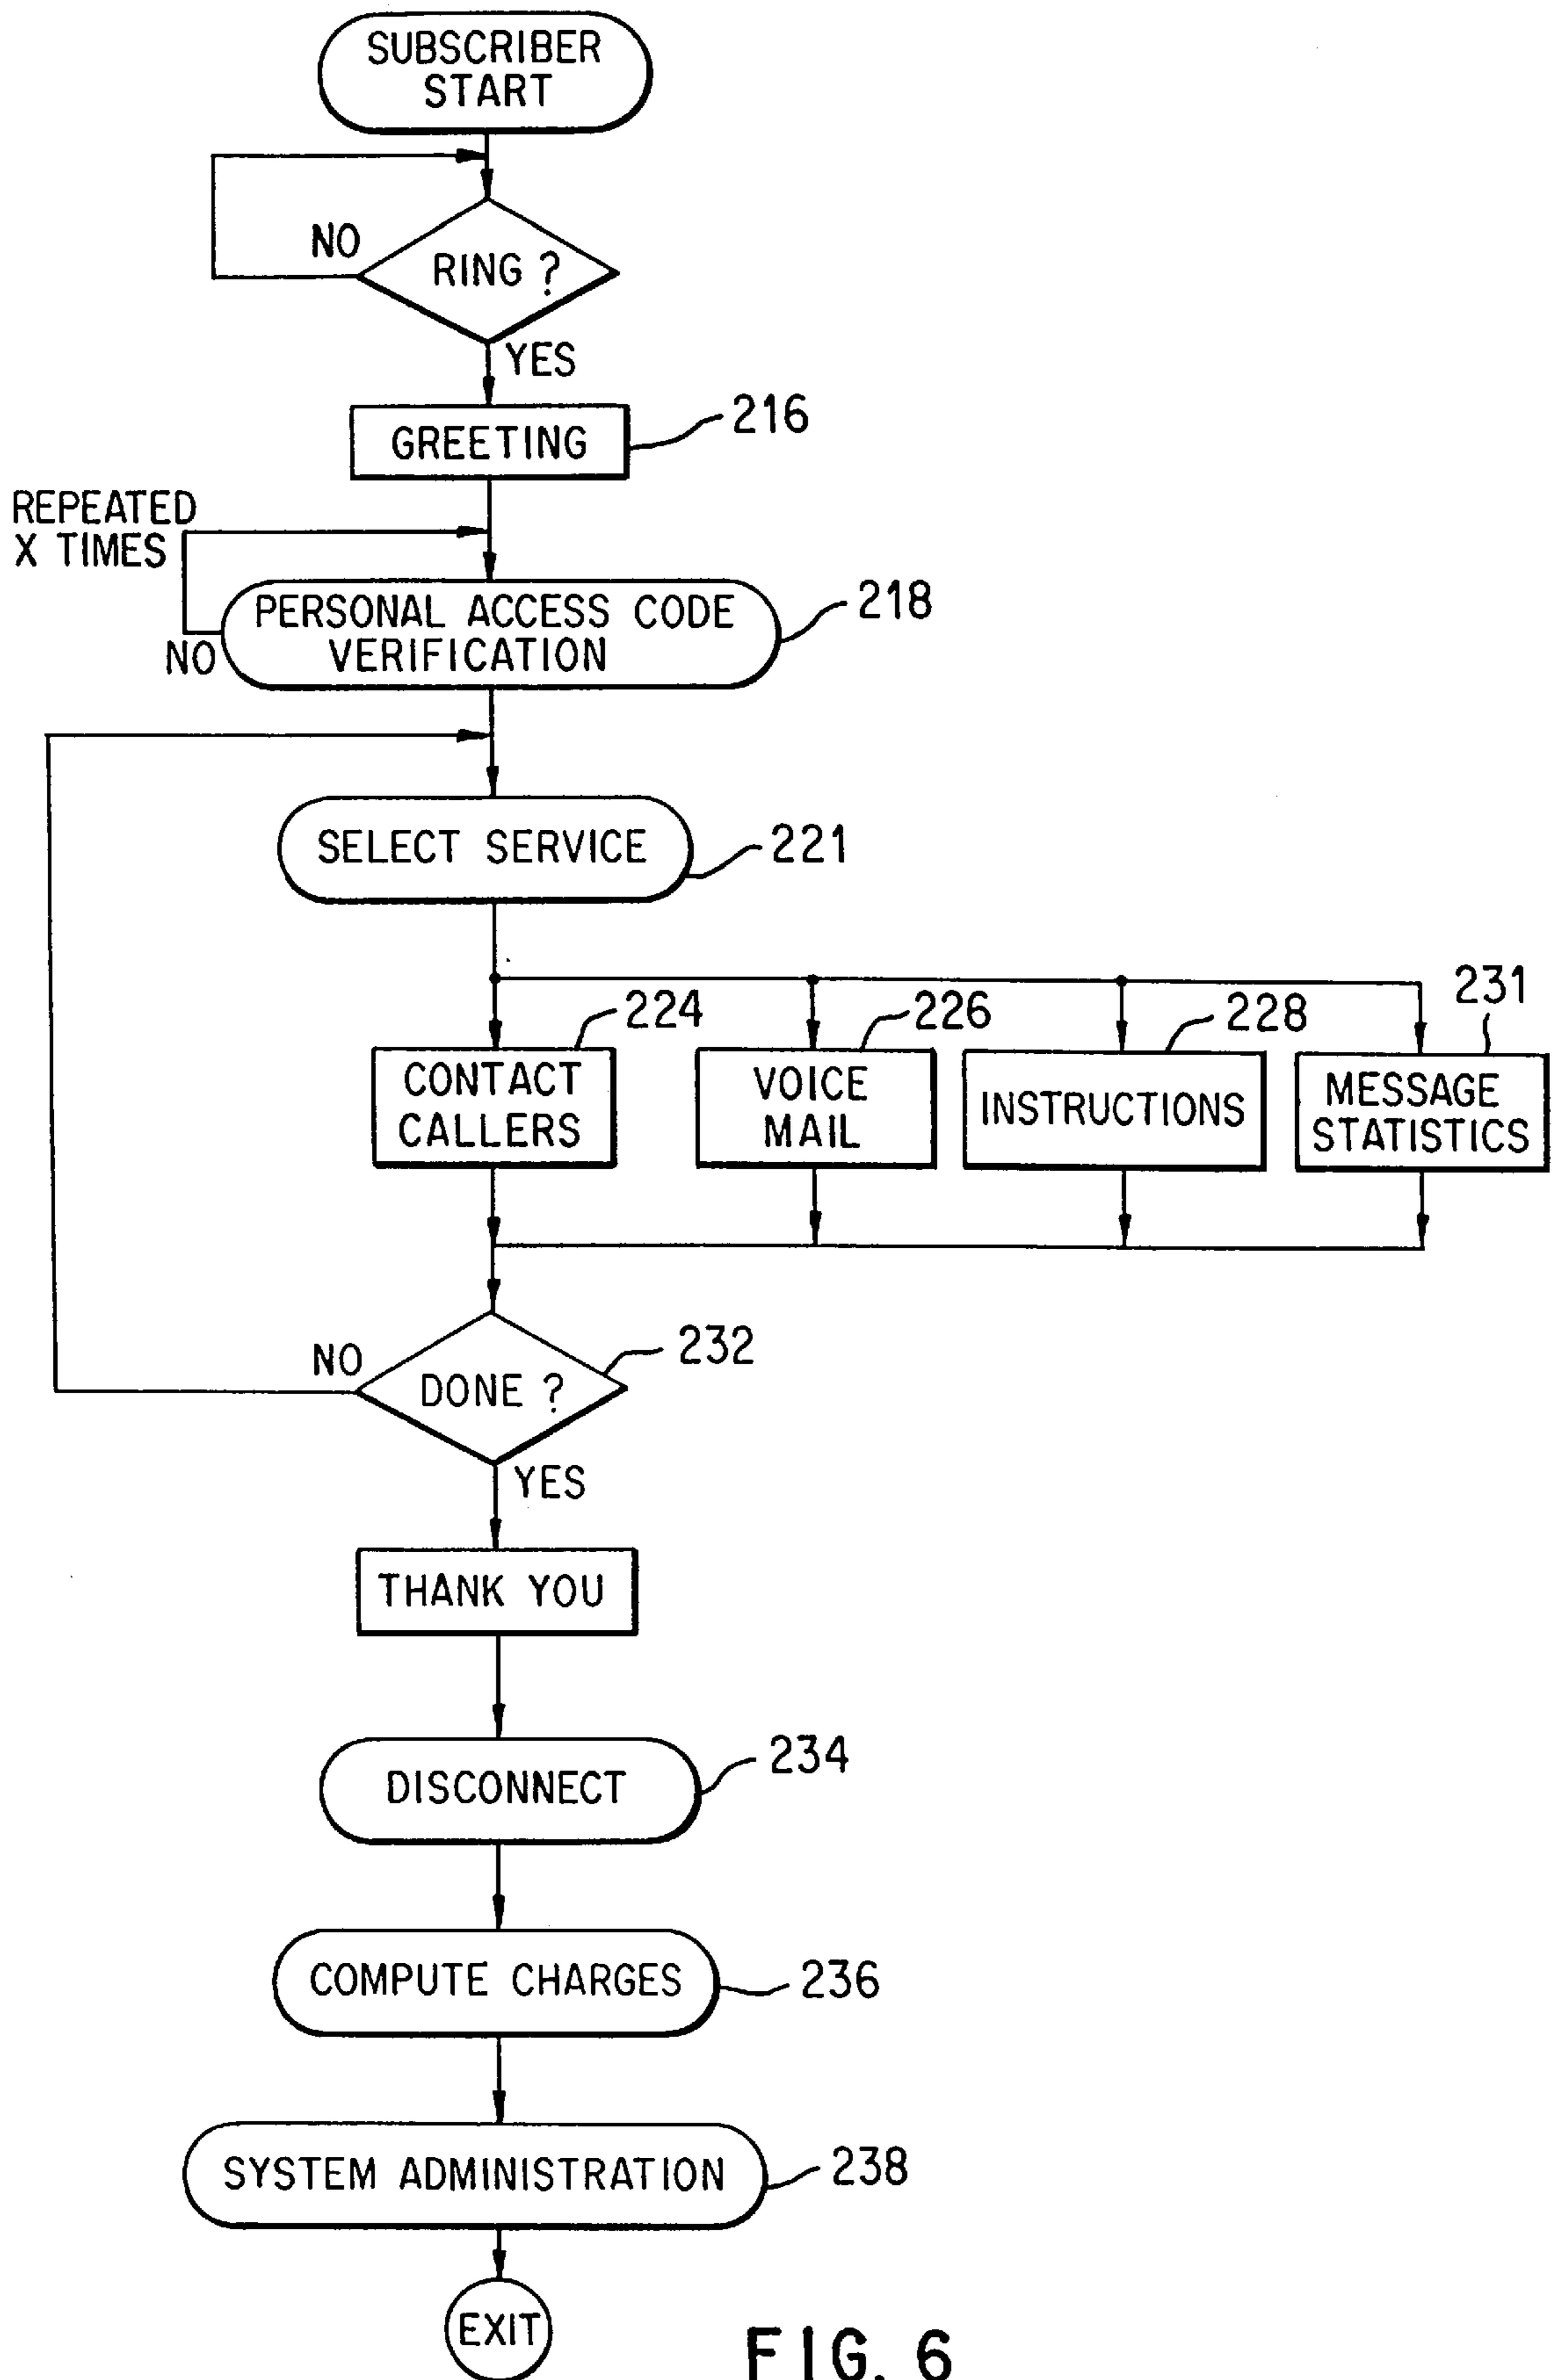 SUBSCRIBER
START
NO
RING ?
YES
GREETING
216
REPEATED
X TIMES
PERSONAL ACCESS CODE
VERIFICATION
218
NO
SELECT SERVICE
221
224
226
228
231
CONTACT
CALLERS
VOICE
MAIL
INSTRUCTIONS
MESSAGE
STATISTICS
NO
DONE ?
232
YES
THANK YOU
DISCONNECT
234
COMPUTE CHARGES
236
SYSTEM ADMINISTRATION
238
EXIT
FIG. 6